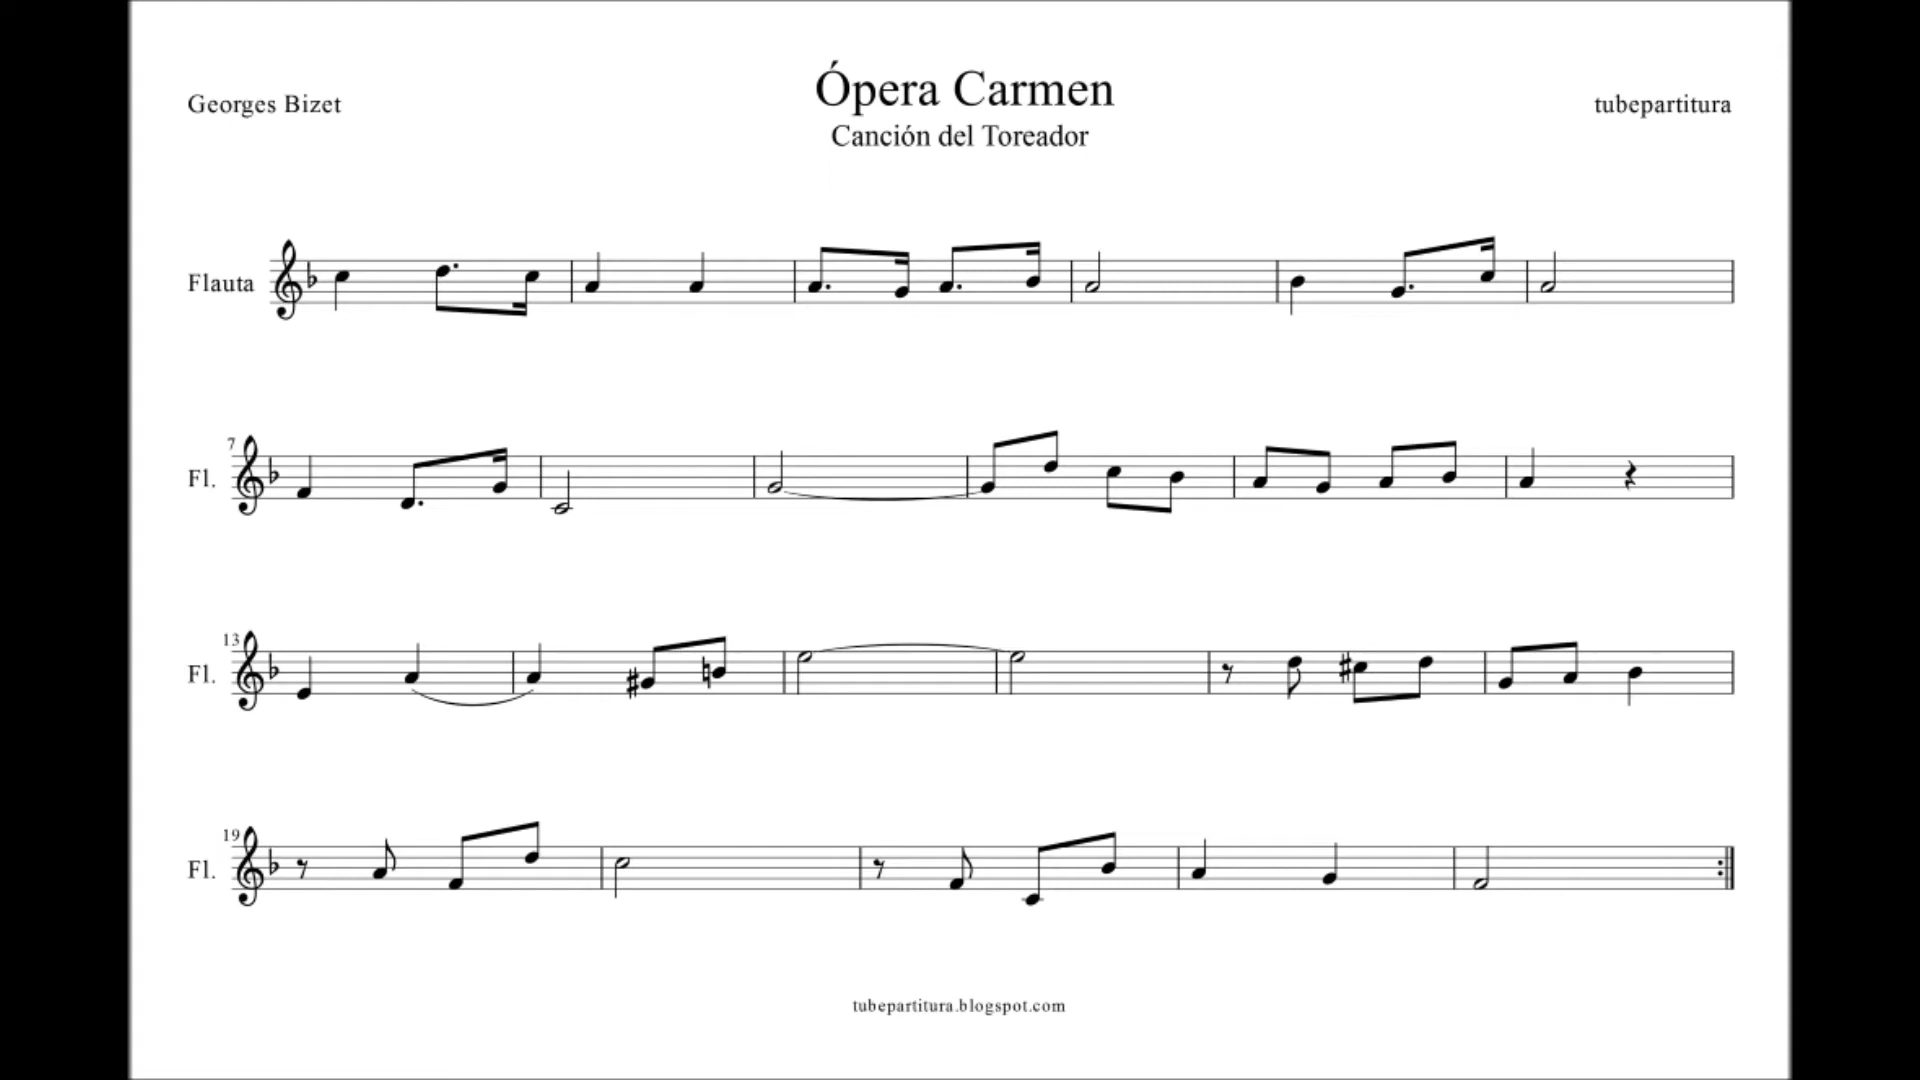 Ópera Carmen
Georges Bizet
tubepartitura
Canción del Toreador
Flauta
7
Fl.
13
Fl.
19
Fl.
tubepartitura.blogspot.com